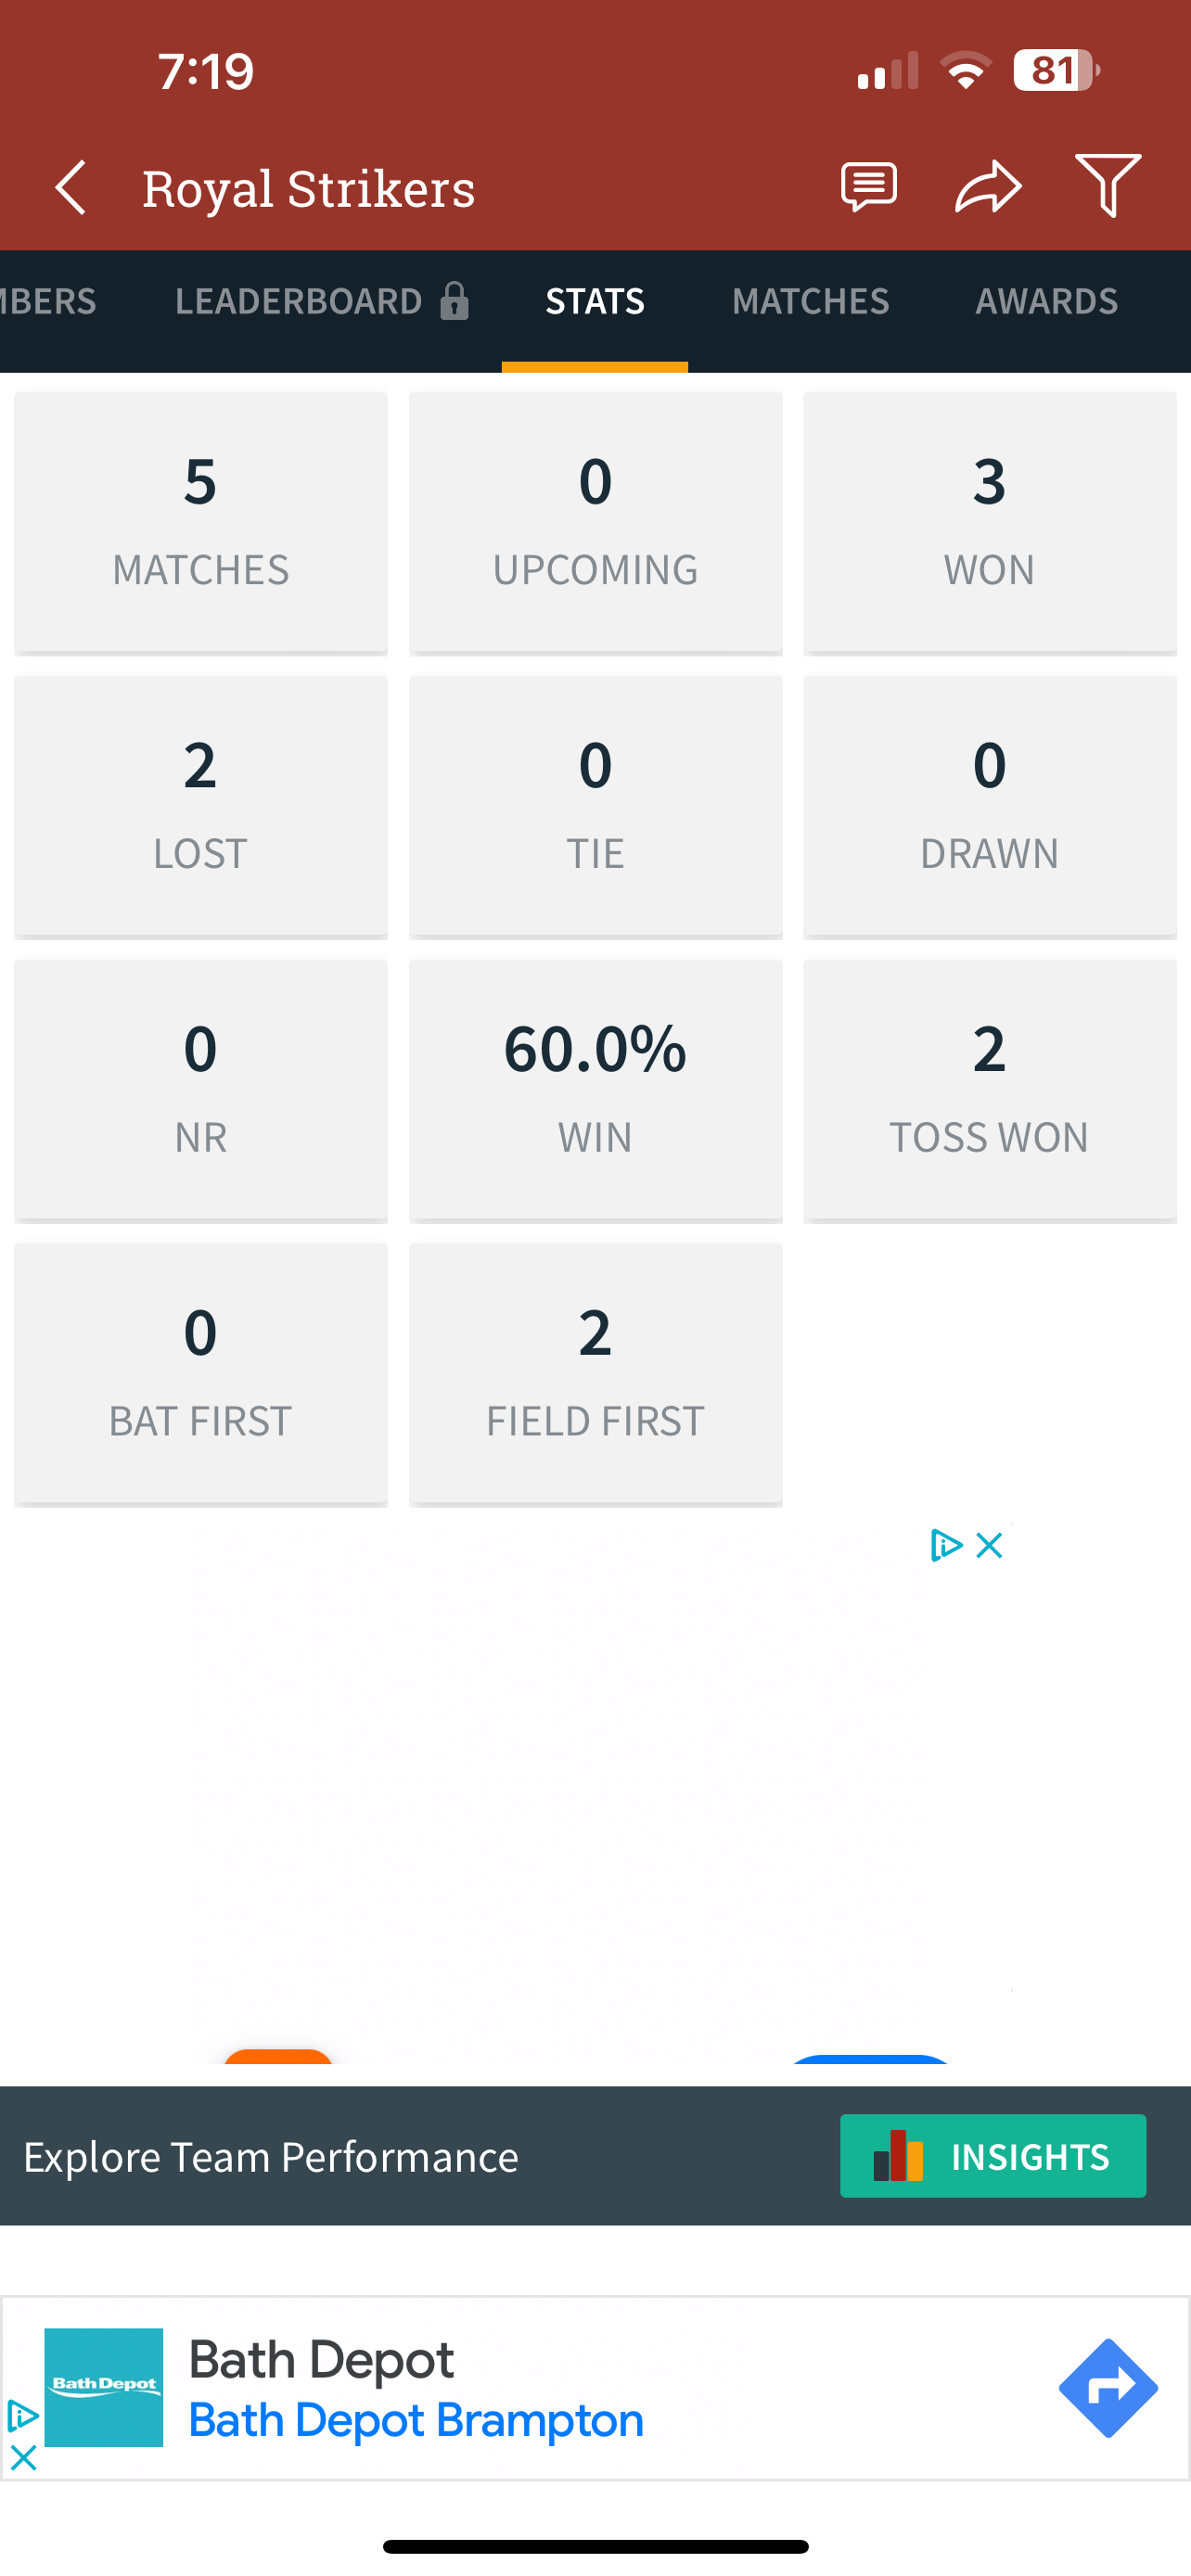 7:19
81
Royal Strikers
MBERS LEADERBOARD STATS MATCHES AWARDS
5 0 3
MATCHES UPCOMING WON
2 0 0
LOST TIE DRAWN
0 60.0% 2
NR WIN TOSS WON
0 2
BAT FIRST FIELD FIRST
Explore Team Performance INSIGHTS
Bath Depot
Bath Depot
Bath Depot Brampton